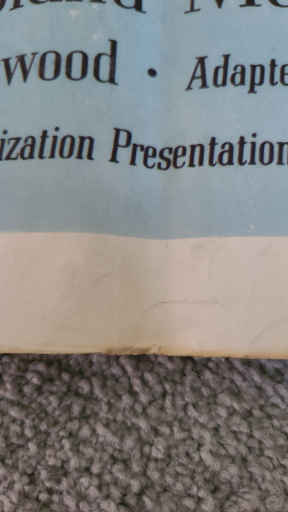 wood • Adapte
ization Presentation